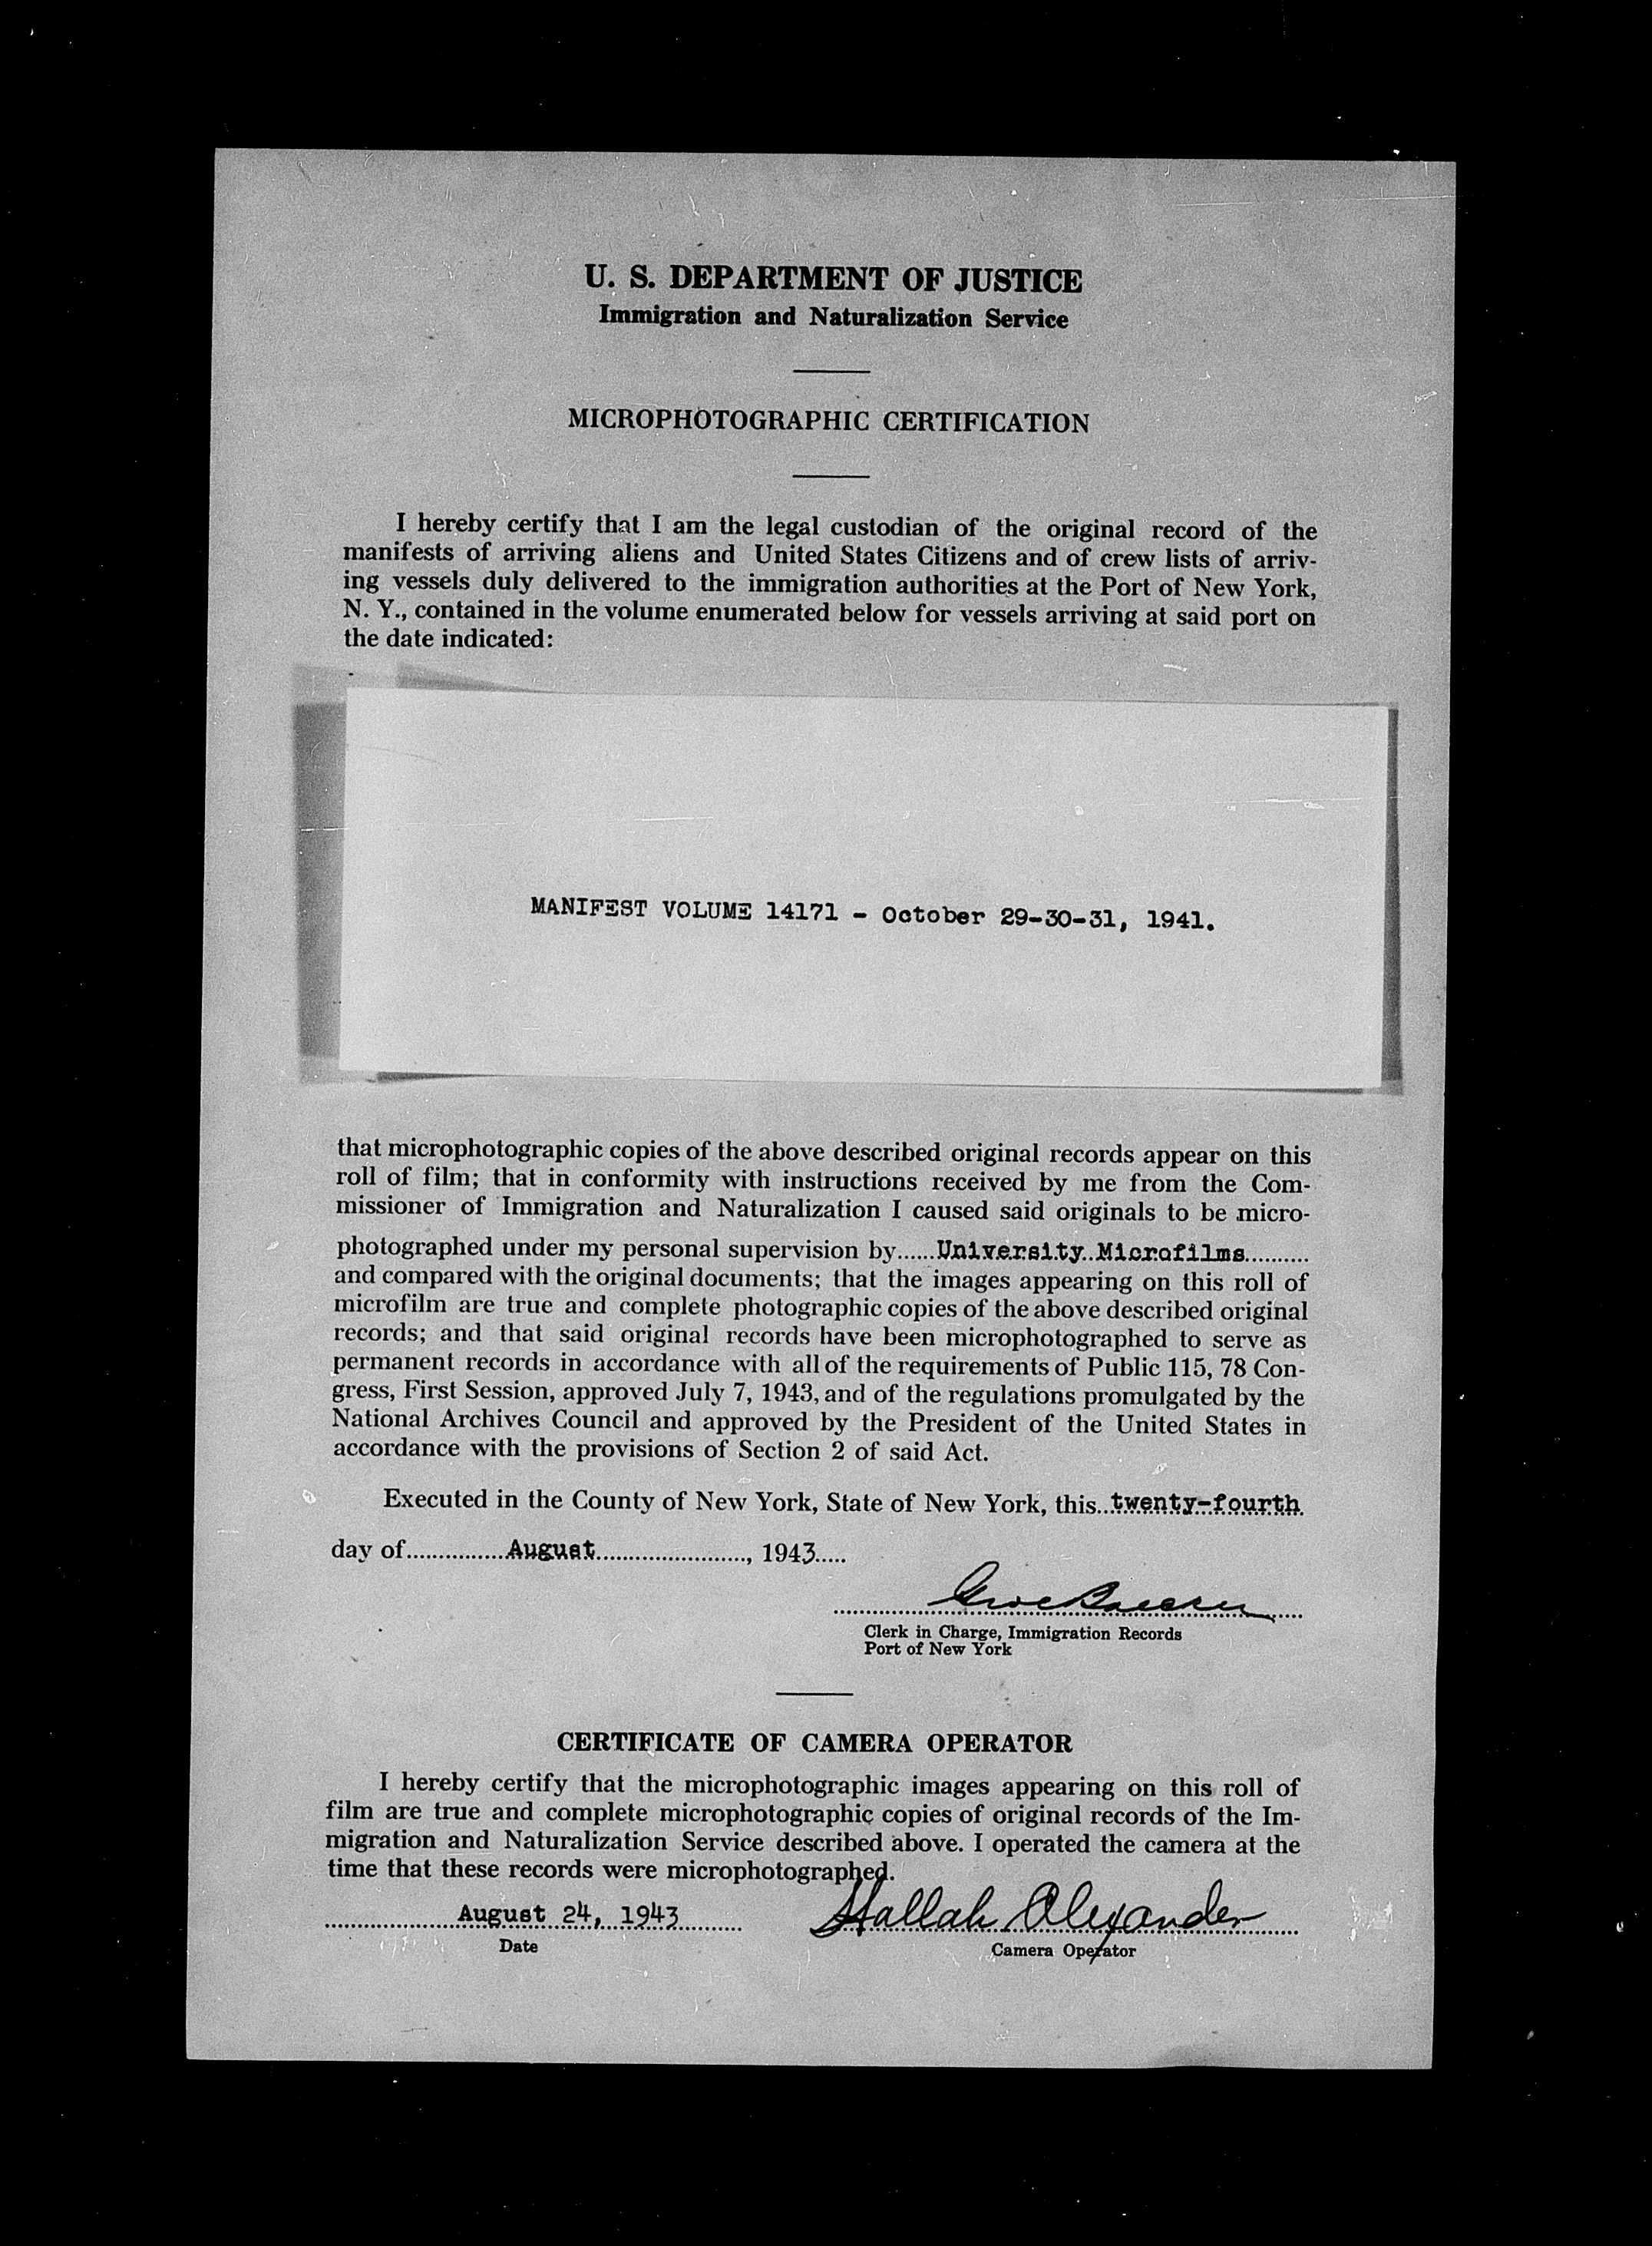 U. S. DEPARTMENT OF JUSTICE
Immigration and Naturalization Service
MICROPHOTOGRAPHIC CERTIFICATION
I hereby certify that I am the legal custodian of the original record of the
manifests of arriving aliens and United States Citizens and of crew lists of arriv-
ing vessels duly delivered to the immigration authorities at the Port of New York,
N. Y., contained in the volume enumerated below for vessels arriving at said port on
the date indicated:
MANIFEST VOLUME 14171 - October 29-30-31, 1941.
that microphotographic copies of the above described original records appear on this
roll of film; that in conformity with instructions received by me from the Com-
missioner of Immigration and Naturalization I caused said originals to be micro-
photographed under my personal supervision by......University Microfilms..........
and compared with the original documents; that the images appearing on this roll of
microfilm are true and complete photographic copies of the above described original
records; and that said original records have been microphotographed to serve as
permanent records in accordance with all of the requirements of Public 115, 78 Con-
gress, First Session, approved July 7, 1943, and of the regulations promulgated by the
National Archives Council and approved by the President of the United States in
accordance with the provisions of Section 2 of said Act.
Executed in the County of New York, State of New York, this..twenty-fourth
day of...............August......................., 1943.....
Clerk in Charge, Immigration Records
Port of New York
CERTIFICATE OF CAMERA OPERATOR
I hereby certify that the microphotographic images appearing on this roll of
film are true and complete microphotographic copies of original records of the Im-
migration and Naturalization Service described above. I operated the camera at the
time that these records were microphotographed.
August 24, 1943 Hallah Alexander
Date Camera Operator